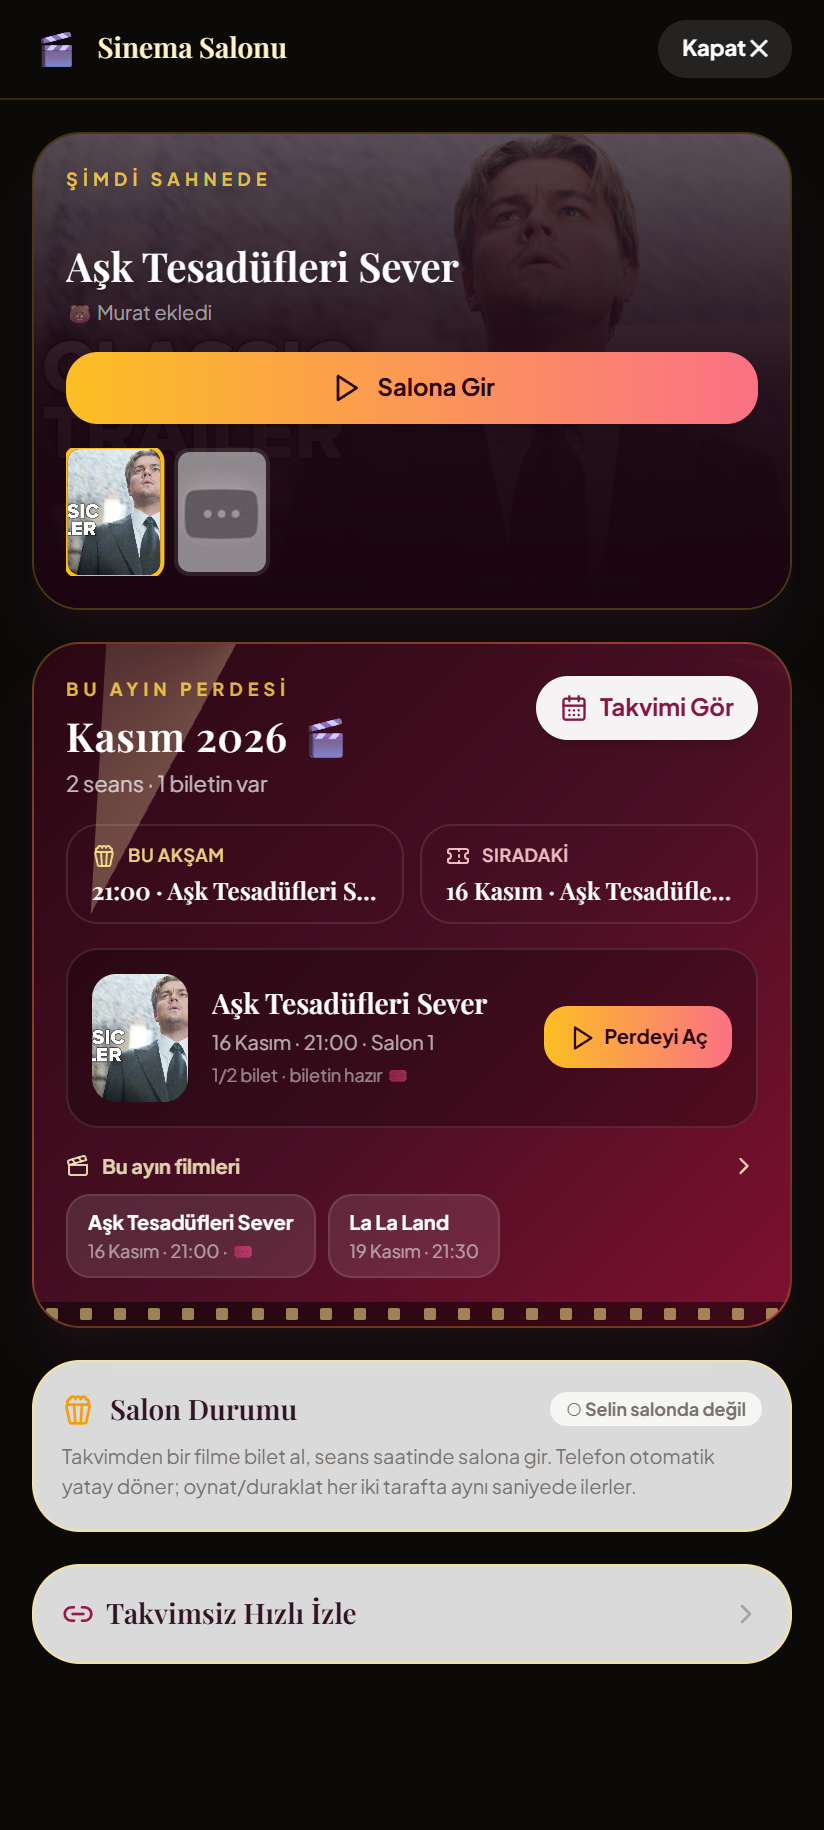 Sinema Salonu
Kapat
ŞİMDİ SAHNEDE
Aşk Tesadüfleri Sever
Murat ekledi
CLASSIC
TRAILER
Salona Gir
SIC
.ER
BU AYIN PERDESİ
Takvimi Gör
Kasım 2026
2 seans · 1 biletin var
BU AKŞAM
21:00 · Aşk Tesadüfleri S...
SIRADAKİ
16 Kasım · Aşk Tesadüfle...
SIC
.ER
Aşk Tesadüfleri Sever
16 Kasım · 21:00 · Salon 1
1/2 bilet · biletin hazır
Perdeyi Aç
Bu ayın filmleri
Aşk Tesadüfleri Sever
16 Kasım · 21:00 ·
La La Land
19 Kasım · 21:30
Salon Durumu
Selin salonda değil
Takvimden bir filme bilet al, seans saatinde salona gir. Telefon otomatik
yatay döner; oynat/duraklat her iki tarafta aynı saniyede ilerler.
Takvimsiz Hızlı İzle